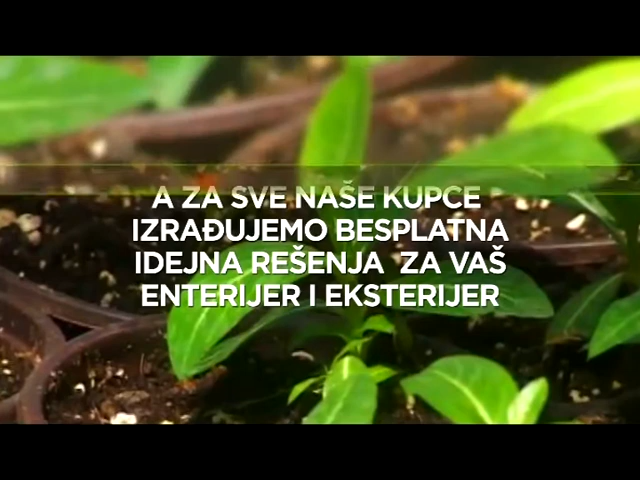 A ZA SVE NAŠE KUPCE
IZRAĐUJEMO BESPLATNA
IDEJNA REŠENJA ZA VAŠ
ENTERIJER I EKSTERIJER